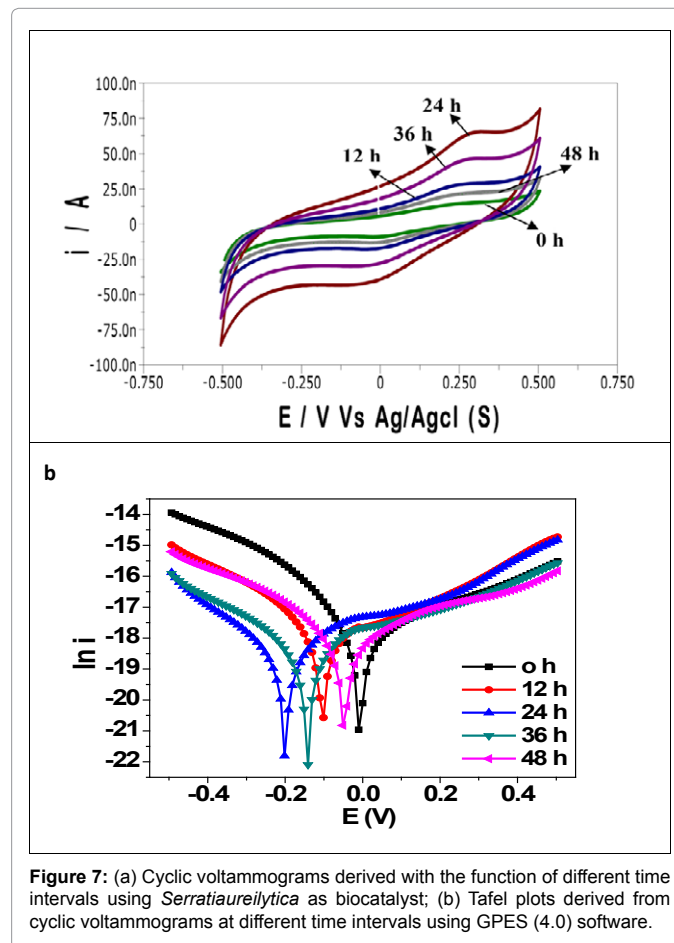 100.0n
75.0n
50.0n
25.0n
0
-25.0n
-50.0n
-75.0n
-100.0n
i / A
24 h
36 h
12 h
48 h
0 h
-0.750
-0.500
-0.250
0
0.250
0.500
0.750
E / V Vs Ag/Agcl (S)
b
-14
-15
-16
-17
-18
-19
-20
-21
-22
ln i
o h
12 h
24 h
36 h
48 h
-0.4
-0.2
0.0
0.2
0.4
E (V)
Figure 7: (a) Cyclic voltammograms derived with the function of different time
intervals using Serratiaureilytica as biocatalyst; (b) Tafel plots derived from
cyclic voltammograms at different time intervals using GPES (4.0) software.